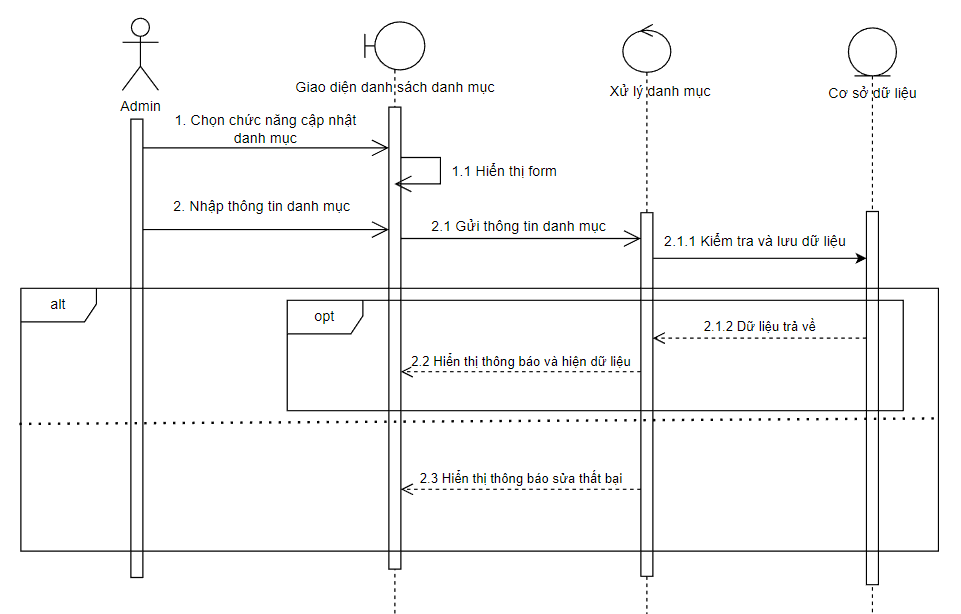 Admin
Giao diện danh sách danh mục
Xử lý danh mục
Cơ sở dữ liệu
1. Chọn chức năng cập nhật
danh mục
1.1 Hiển thị form
2. Nhập thông tin danh mục
2.1 Gửi thông tin danh mục
2.1.1 Kiểm tra và lưu dữ liệu
alt
opt
2.1.2 Dữ liệu trả về
2.2 Hiển thị thông báo và hiện dữ liệu
2.3 Hiển thị thông báo sửa thất bại